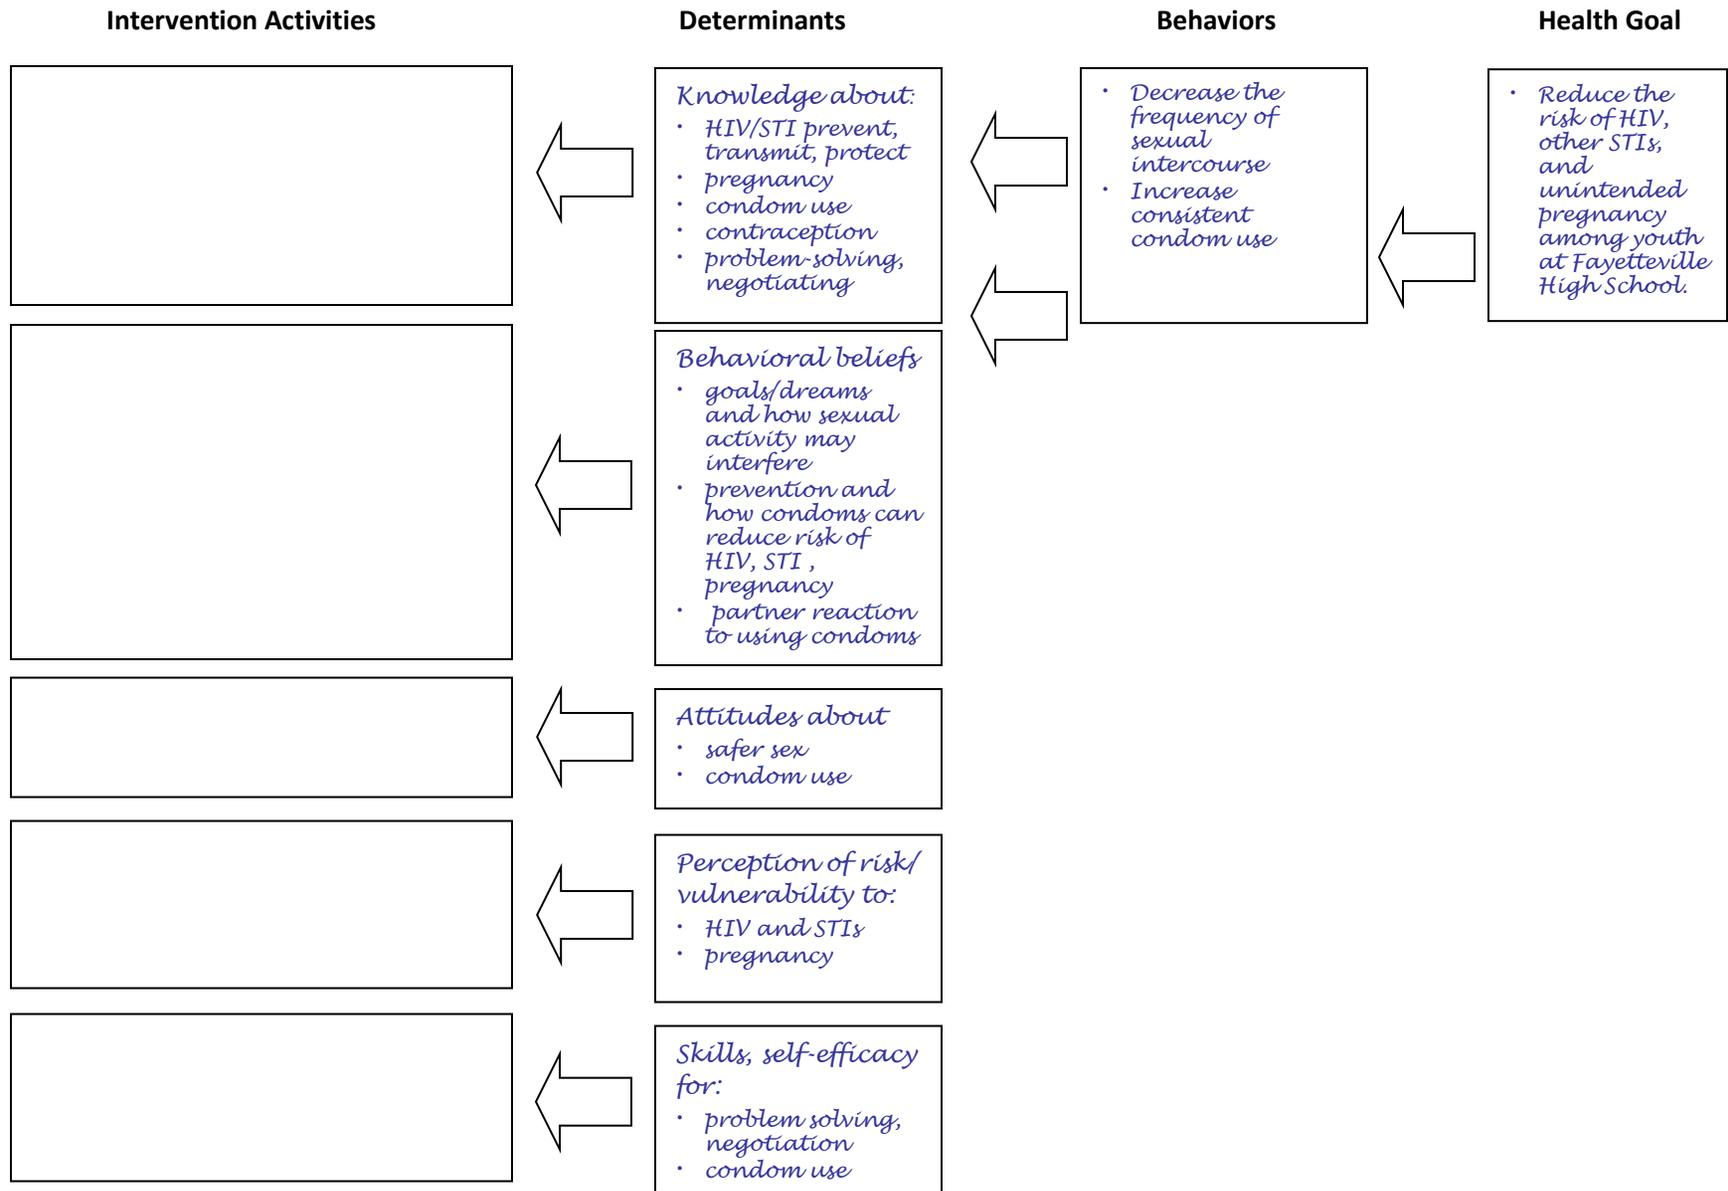 Intervention Activities
Determinants
Behaviors
Health Goal
Knowledge about:
• HIV/STI prevent,
transmit, protect
• pregnancy
• condom use
• contraception
• problem-solving,
negotiating
Behavioral beliefs
• goals/dreams
and how sexual
activity may
interfere
• prevention and
how condoms can
reduce risk of
HIV, STI ,
pregnancy
• partner reaction
to using condoms
Attitudes about
• safer sex
• condom use
Perception of risk/
vulnerability to:
• HIV and STIs
• pregnancy
Skills, self-efficacy
for:
• problem solving,
negotiation
• condom use
• Decrease the
frequency of
sexual
intercourse
• Increase
consistent
condom use
• Reduce the
risk of HIV,
other STIs,
and
unintended
pregnancy
among youth
at Fayetteville
High School.